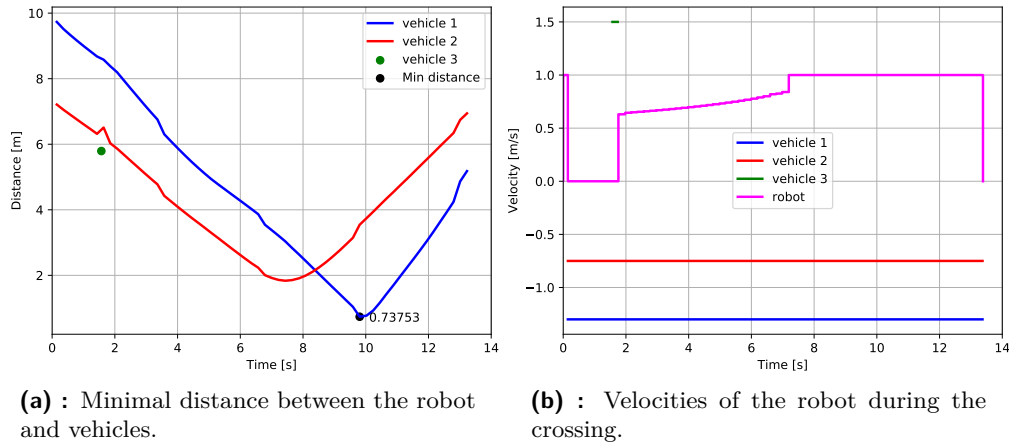 10
8
6
4
2
Distance [m]
0
2
4
6
8
10
12
14
Time [s]
vehicle 1
vehicle 2
vehicle 3
Min distance
0.73753
1.5
1.0
0.5
0.0
−0.5
−1.0
Velocity [m/s]
0
2
4
6
8
10
12
14
Time [s]
vehicle 1
vehicle 2
vehicle 3
robot
(a) : Minimal distance between the robot
and vehicles.
(b) : Velocities of the robot during the
crossing.